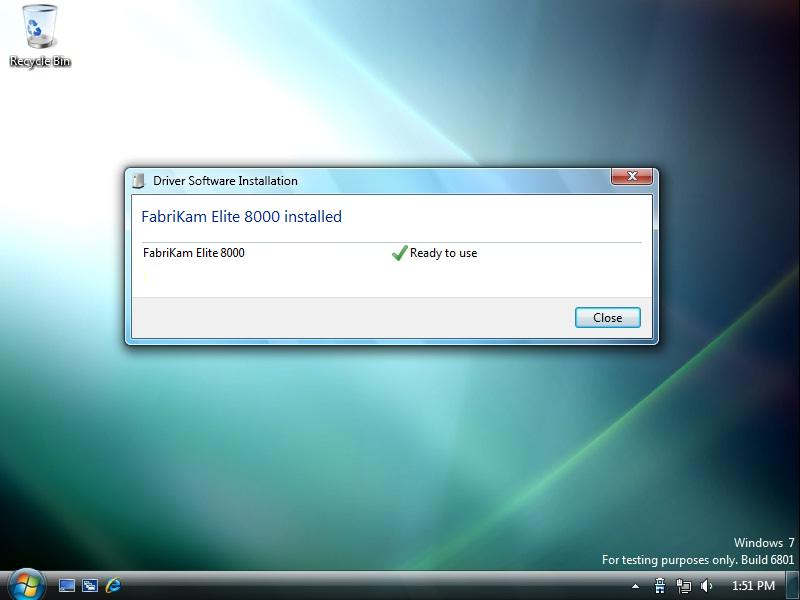 Recycle Bin
Driver Software Installation
FabriKam Elite 8000 installed
FabriKam Elite 8000 Ready to use
Close
Windows 7
For testing purposes only. Build 6801
1:51 PM